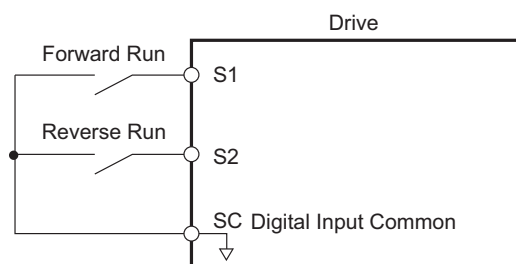 Drive
Forward Run
S1
Reverse Run
S2
SC Digital Input Common